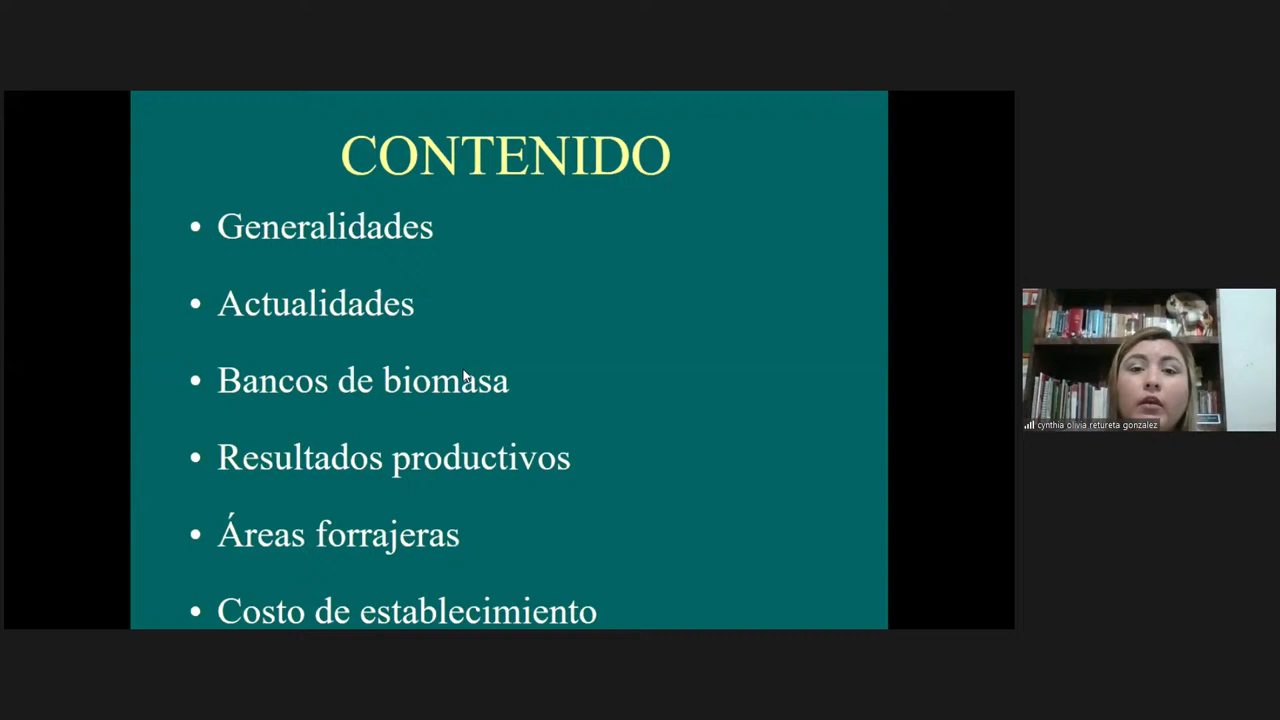 CONTENIDO
• Generalidades
• Actualidades
• Bancos de biomasa
• Resultados productivos
• Áreas forrajeras
• Costo de establecimiento
cynthia olivia retureta gonzalez